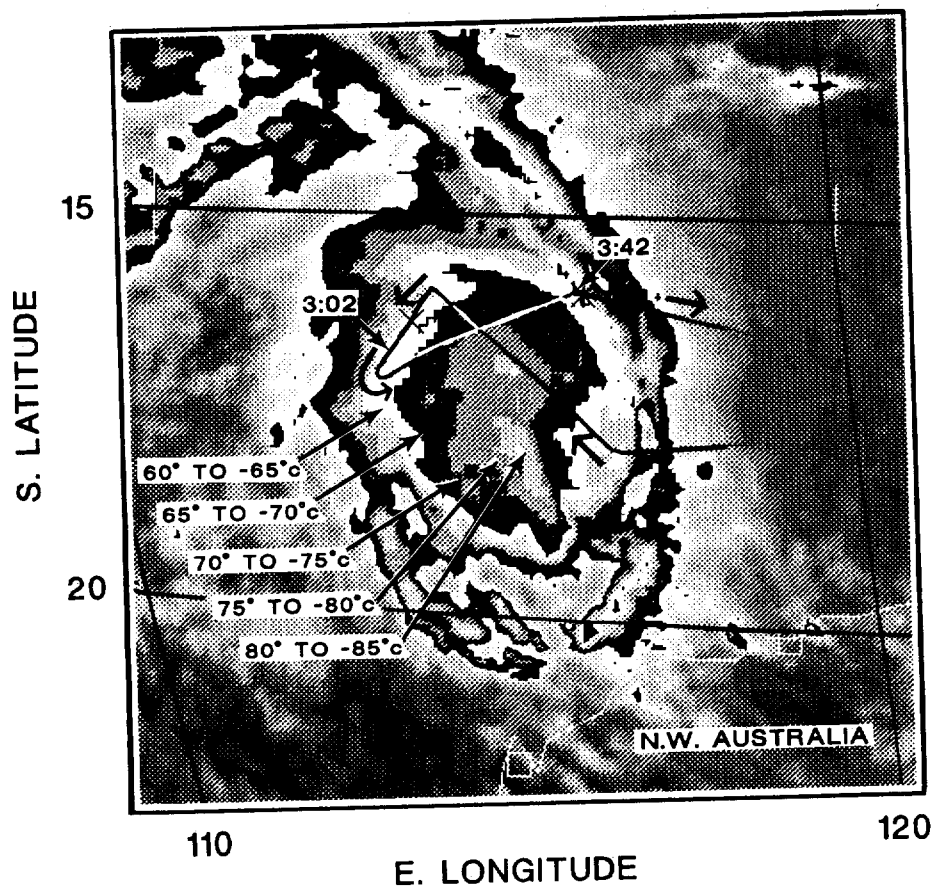 15
3:42
3:02
S. LATITUDE
60° TO -65°c
65° TO -70°c
70° TO -75°c
75° TO -80°c
20
80° TO -85°c
N.W. AUSTRALIA
110
120
E. LONGITUDE